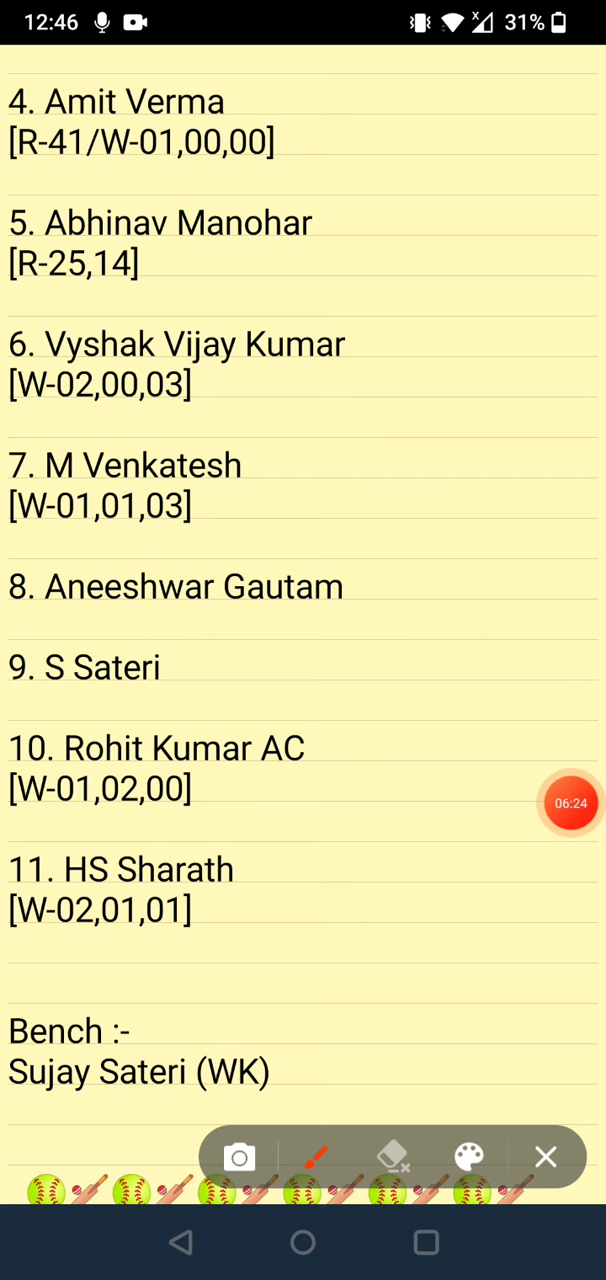 12:46
31%
4. Amit Verma
[R-41/W-01,00,00]
5. Abhinav Manohar
[R-25,14]
6. Vyshak Vijay Kumar
[W-02,00,03]
7. M Venkatesh
[W-01,01,03]
8. Aneeshwar Gautam
9. S Sateri
10. Rohit Kumar AC
[W-01,02,00]
06:24
11. HS Sharath
[W-02,01,01]
Bench :-
Sujay Sateri (WK)